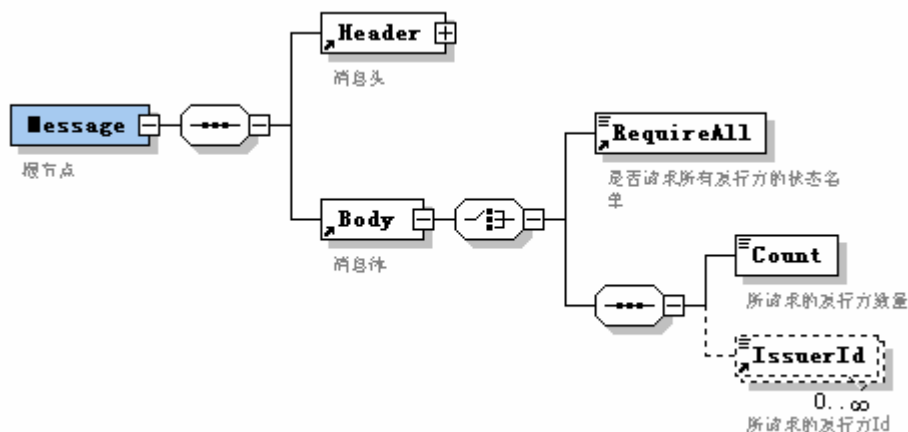 Header
消息头
Message
根节点
RequireAll
是否请求所有发行方的状态名
单
Body
消息体
Count
所请求的发行方数量
IssuerId
0..∞
所请求的发行方Id